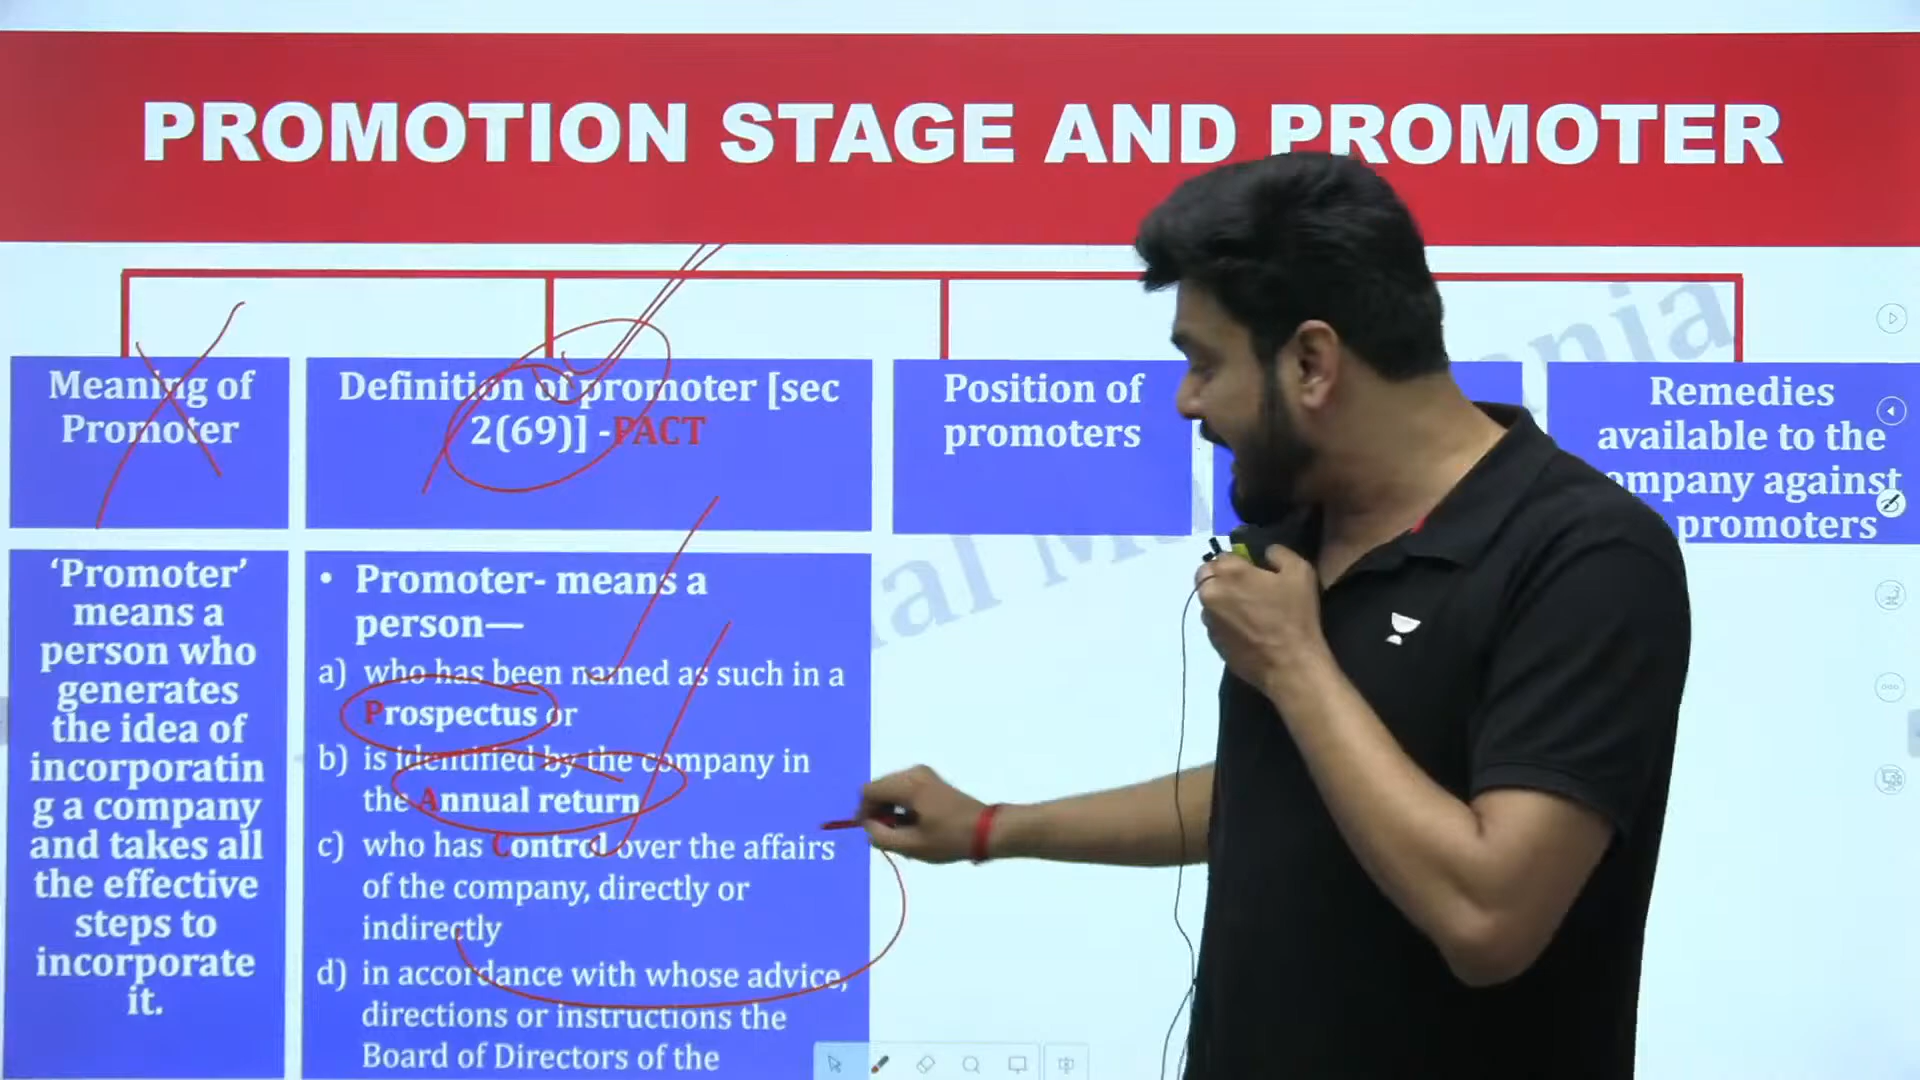 PROMOTION STAGE AND PROMOTER
Meaning of
Promoter
Definition of promoter [sec
2(69)] -PACT
Position of
promoters
Remedies
available to the
ompany against
promoters
‘Promoter’
means a
person who
generates
the idea of
incorporatin
g a company
and takes all
the effective
steps to
incorporate
it.
• Promoter- means a
person—
a) who has been named as such in a
Prospectus or
b) is identified by the company in
the Annual return
c) who has Control over the affairs
of the company, directly or
indirectly
d) in accordance with whose advice,
directions or instructions the
Board of Directors of the